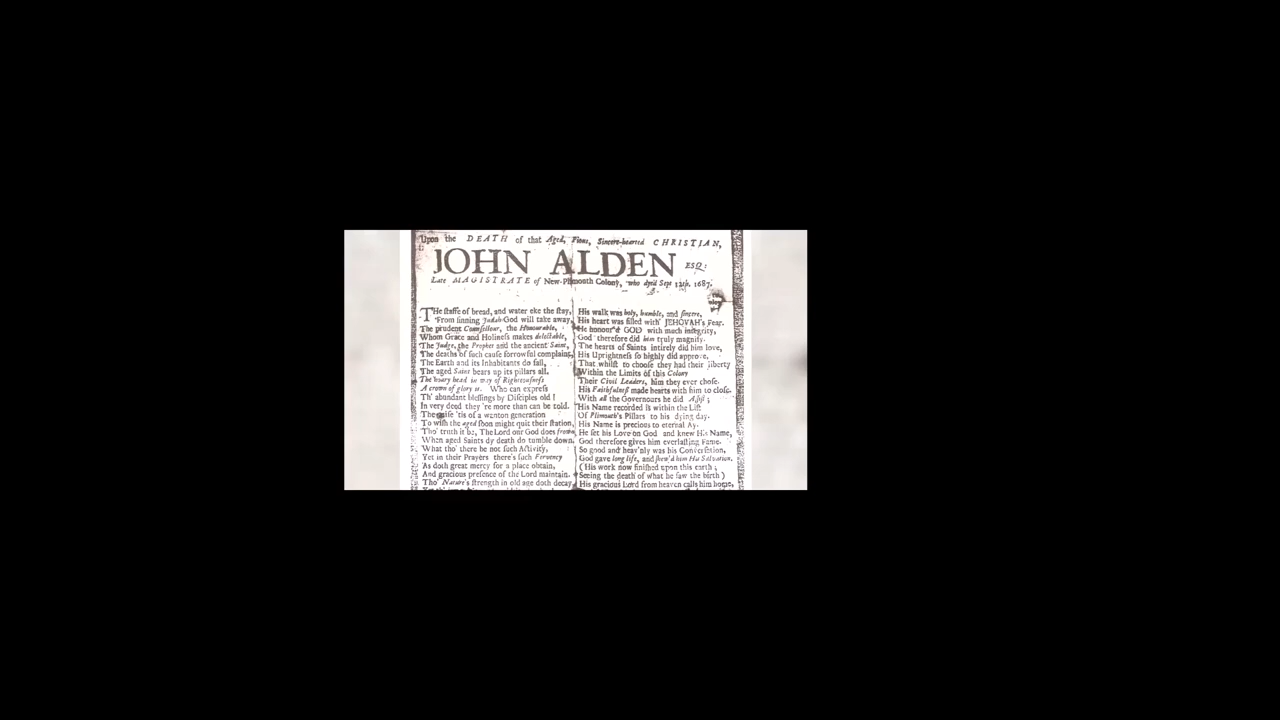 Upon the DEATH of that Aged, Pious, Sincere-hearted CHRISTIAN,
JOHN ALDEN ESQ:
Late MAGISTRATE of New-Plimouth Colony, who dyed Sept 12th. 1687.
THe staffe of bread, and water eke the stay,
From sinning Judah God will take away,
The prudent Counsellour, the Honourable,
Whom Grace and Holiness makes delectable,
The Judge, the Prophet and the ancient Saint,
The deaths of such cause sorrowful complaint,
The Earth and its Inhabitants do fall,
The aged Saint bears up its pillars all.
The hoary head in way of Righteousness
A crown of glory is. Who can express
Th' abundant blessings by Disciples old!
In very deed they're more than can be told.
The guise 'tis of a wanton generation
To wish the aged soon might quit their station,
Tho' truth it be, The Lord our God does frown,
When aged Saints dy death do tumble down,
What tho' there be not such Activity,
Yet in their Prayers there's such Fervency
As doth great mercy for a place obtain,
And gracious presence of the Lord maintain.
Tho' Nature's strength in old age doth decay,
His walk was holy, humble, and sincere,
His heart was filled with JEHOVAH's Fear.
He honour'd GOD with much integrity,
God therefore did him truly magnify.
The hearts of Saints intirely did him love,
His Uprightness so highly did approve,
That whilst to choose they had their liberty
Within the Limits of this Colony
Their Civil Leaders, him they ever chose.
His Faithfulness made hearts with him to close.
With all the Governours he did Assist;
His Name recorded is within the List
Of Plimouth's Pillars to his dying day.
His Name is precious to eternal Ay.
He set his Love on God and knew His Name,
God therefore gives him everlasting Fame.
So good and heav'nly was his Conversation,
God gave long life, and shew'd him His Salvation.
(His work now finished upon this earth;
Seeing the death of what he saw the birth)
His gracious Lord from heaven calls him home,